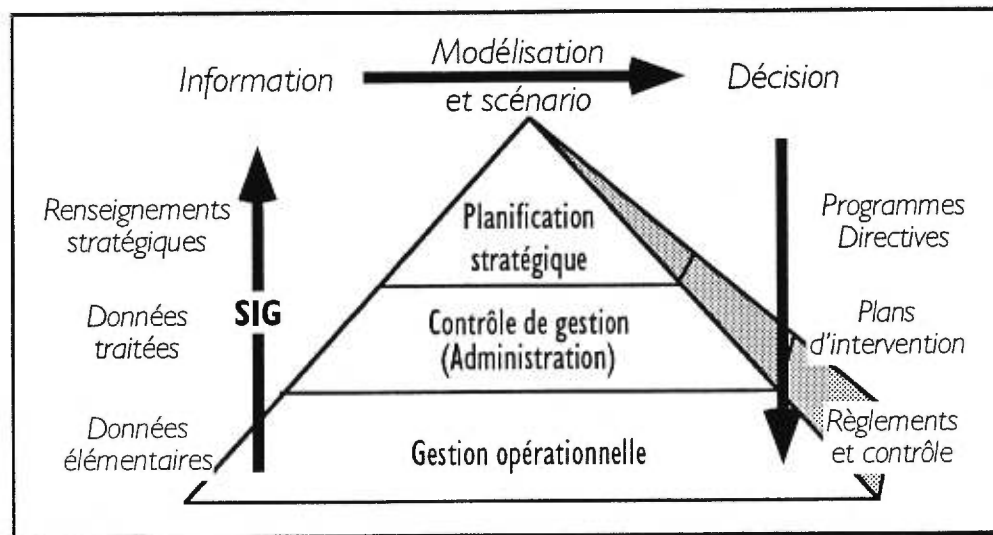 Information
Modélisation
et scénario
Décision
Renseignements
stratégiques
SIG
Données
traitées
Données
élémentaires
Planification
stratégique
Contrôle de gestion
(Administration)
Gestion opérationnelle
Programmes
Directives
Plans
d'intervention
Règlements
et contrôle